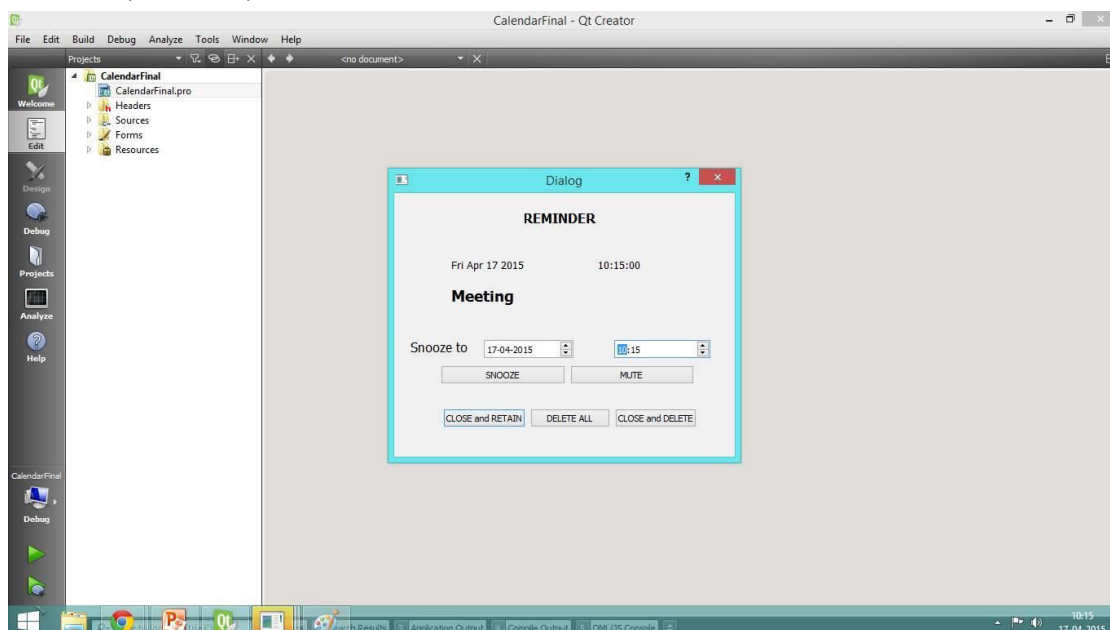 CalendarFinal - Qt Creator
File Edit Build Debug Analyze Tools Window Help
Projects <no document>
CalendarFinal
CalendarFinal.pro
Headers
Sources
Forms
Resources
Welcome
Edit
Design
Debug
Projects
Analyze
Help
Dialog ?
REMINDER
Fri Apr 17 2015 10:15:00
Meeting
Snooze to 17-04-2015 10:15
SNOOZE MUTE
CLOSE and RETAIN DELETE ALL CLOSE and DELETE
CalendarFinal
Debug
Search Results Application Output Compile Output QML/JS Console
10:15
17-04-2015